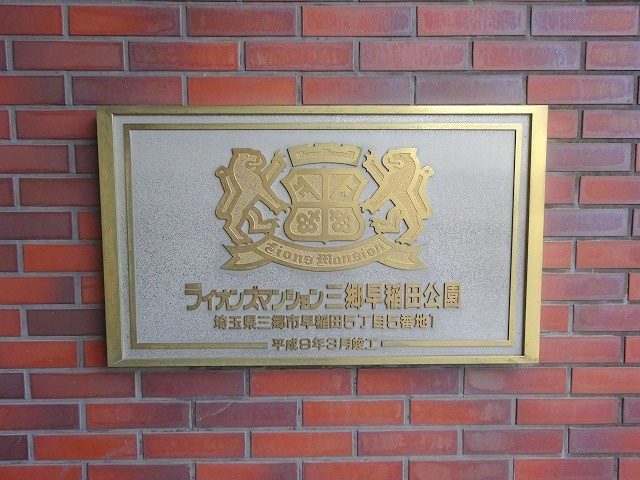 Lions Mansion
ライオンズマンション三郷早稲田公園
埼玉県三郷市早稲田5丁目5番地1
平成9年3月竣工